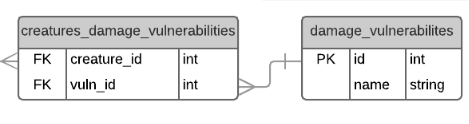 creatures_damage_vulnerabilities
FK creature_id int
FK vuln_id int
damage_vulnerabilites
PK id int
name string